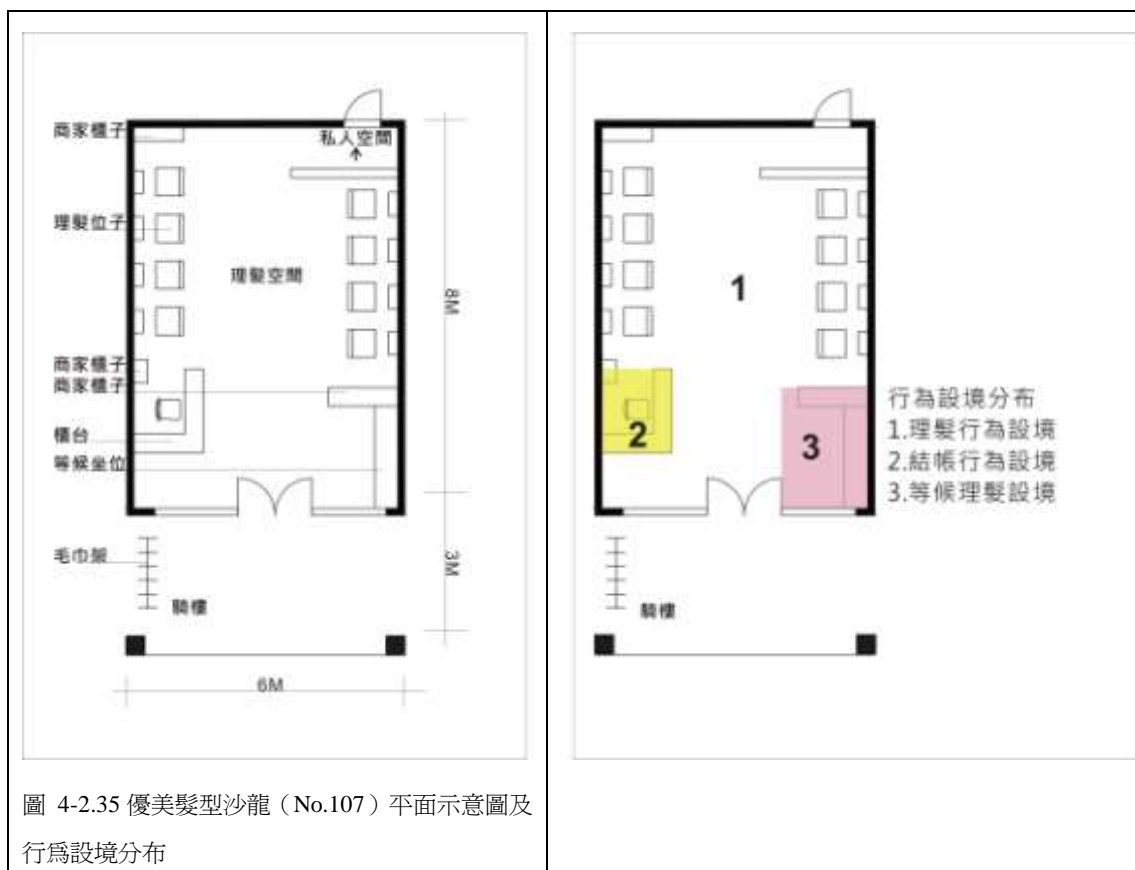 商家櫃子
私人空間
理髮位子
理髮空間
8M
商家櫃子
商家櫃子
櫃台
等候坐位
毛巾架
3M
騎樓
6M
1
2
3
行為設境分布
1.理髮行為設境
2.結帳行為設境
3.等候理髮設境
騎樓
圖 4-2.35 優美髮型沙龍（No.107）平面示意圖及
行爲設境分布